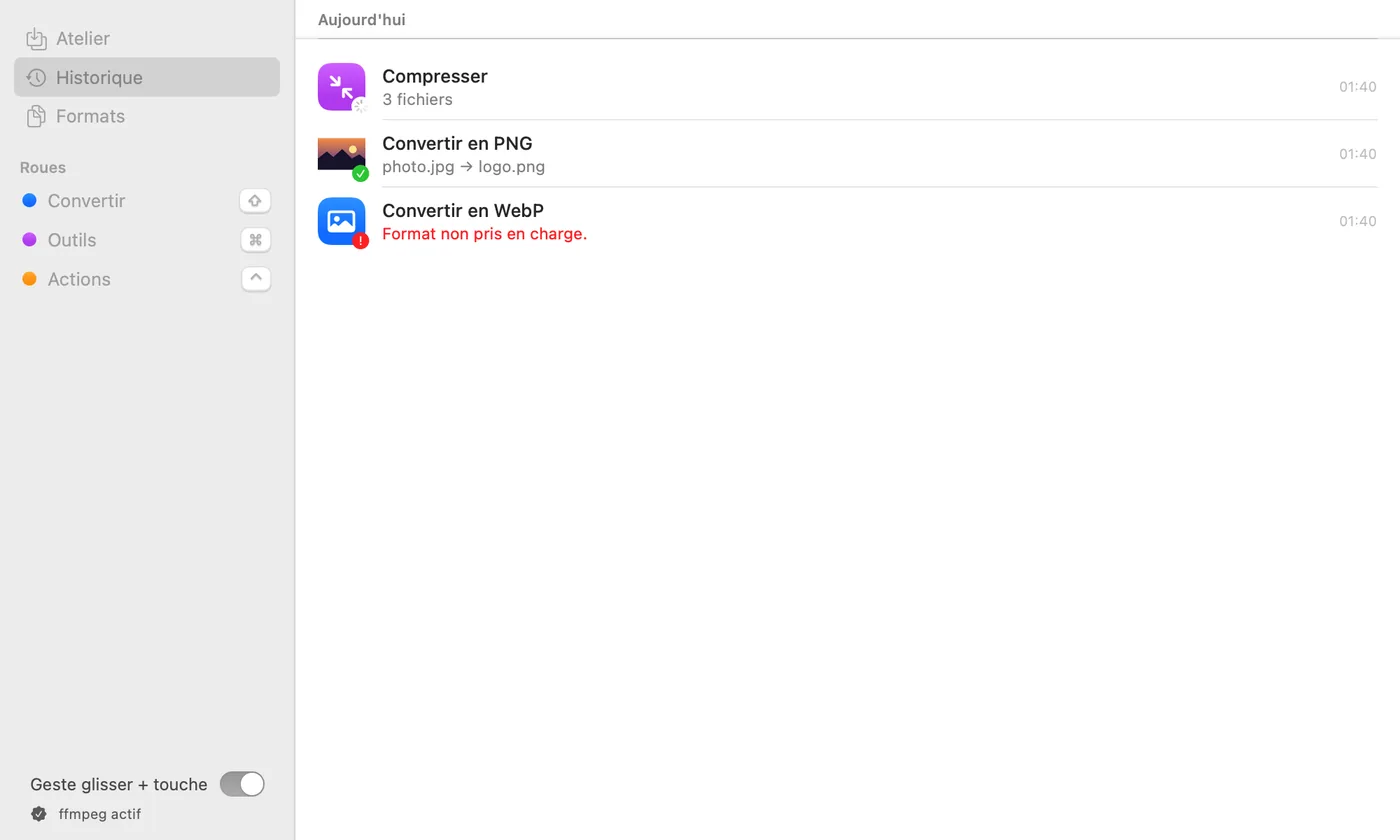 Atelier
Historique
Formats
Roues
Convertir
Outils
⌘
Actions
Geste glisser + touche
ffmpeg actif
Aujourd'hui
Compresser
3 fichiers
01:40
Convertir en PNG
photo.jpg → logo.png
01:40
Convertir en WebP
Format non pris en charge.
01:40